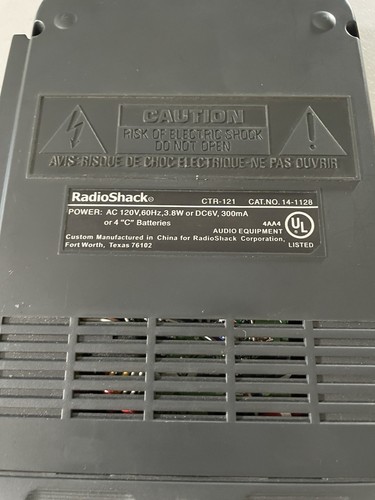 CAUTION
RISK OF ELECTRIC SHOCK
DO NOT OPEN
AVIS-RISQUE DE CHOC ELECTRIQUE-NE PAS OUVRIR
RadioShack® CTR-121 CAT.NO. 14-1128
POWER: AC 120V,60Hz,3.8W or DC6V, 300mA
or 4 "C" Batteries 4AA4
AUDIO EQUIPMENT UL
Custom Manufactured in China for RadioShack Corporation, LISTED
Fort Worth, Texas 76102